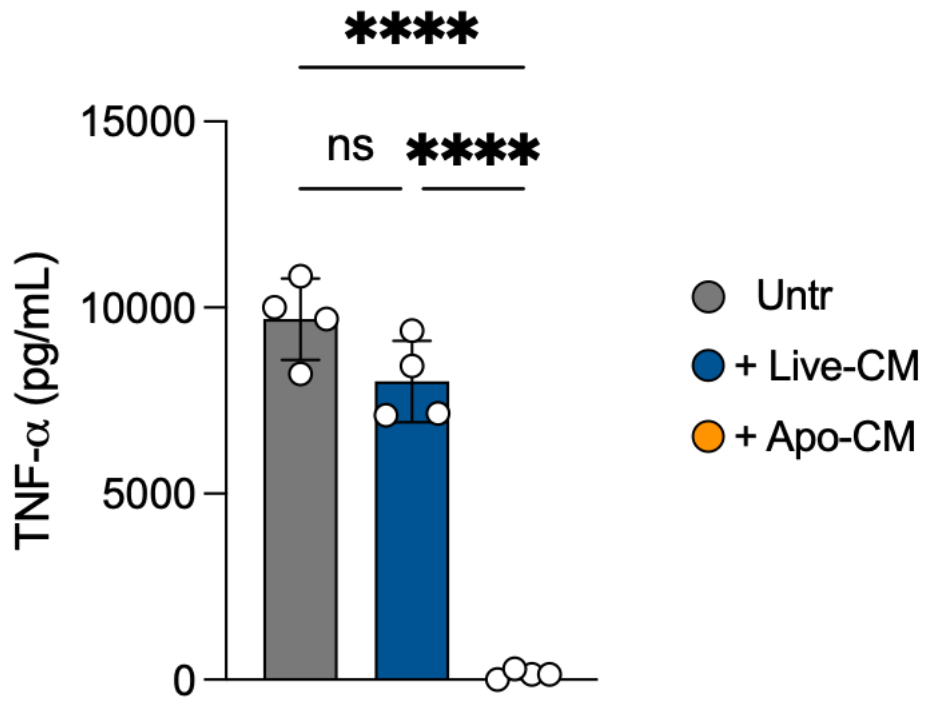 ****
15000
ns ****
10000
5000
0
TNF-α (pg/mL)
Untr
+ Live-CM
+ Apo-CM